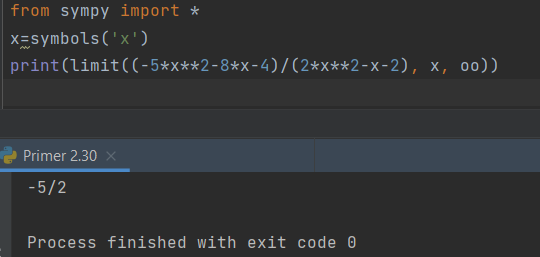 from sympy import *
x=symbols('x')
print(limit((-5*x**2-8*x-4)/(2*x**2-x-2), x, oo))
Primer 2.30 ×
-5/2
Process finished with exit code 0